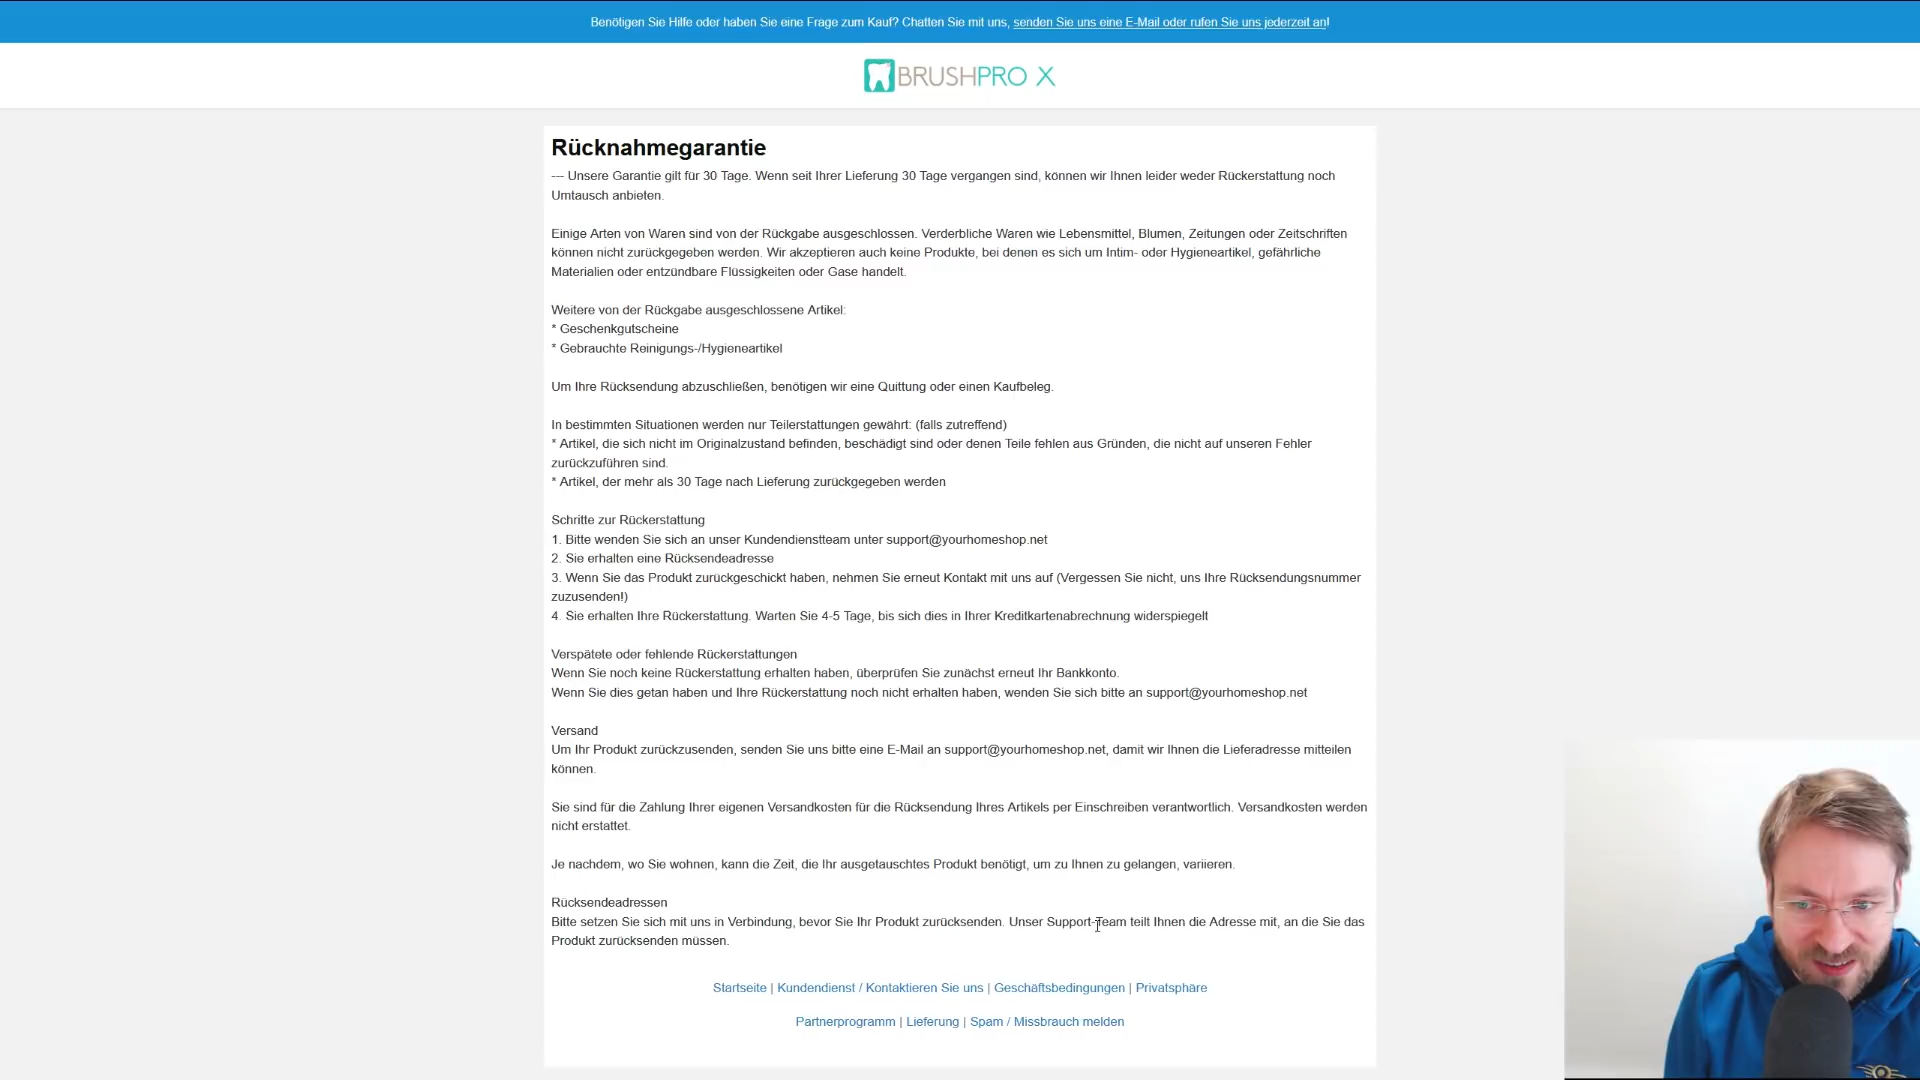 Benötigen Sie Hilfe oder haben Sie eine Frage zum Kauf? Chatten Sie mit uns, senden Sie uns eine E-Mail oder rufen Sie uns jederzeit an!
BRUSHPRO X
Rücknahmegarantie
--- Unsere Garantie gilt für 30 Tage. Wenn seit Ihrer Lieferung 30 Tage vergangen sind, können wir Ihnen leider weder Rückerstattung noch
Umtausch anbieten.
Einige Arten von Waren sind von der Rückgabe ausgeschlossen. Verderbliche Waren wie Lebensmittel, Blumen, Zeitungen oder Zeitschriften
können nicht zurückgegeben werden. Wir akzeptieren auch keine Produkte, bei denen es sich um Intim- oder Hygieneartikel, gefährliche
Materialien oder entzündbare Flüssigkeiten oder Gase handelt.
Weitere von der Rückgabe ausgeschlossene Artikel:
* Geschenkgutscheine
* Gebrauchte Reinigungs-/Hygieneartikel
Um Ihre Rücksendung abzuschließen, benötigen wir eine Quittung oder einen Kaufbeleg.
In bestimmten Situationen werden nur Teilerstattungen gewährt: (falls zutreffend)
* Artikel, die sich nicht im Originalzustand befinden, beschädigt sind oder denen Teile fehlen aus Gründen, die nicht auf unseren Fehler
zurückzuführen sind.
* Artikel, der mehr als 30 Tage nach Lieferung zurückgegeben werden
Schritte zur Rückerstattung
1. Bitte wenden Sie sich an unser Kundendienstteam unter support@yourhomeshop.net
2. Sie erhalten eine Rücksendeadresse
3. Wenn Sie das Produkt zurückgeschickt haben, nehmen Sie erneut Kontakt mit uns auf (Vergessen Sie nicht, uns Ihre Rücksendungsnummer
zuzusenden!)
4. Sie erhalten Ihre Rückerstattung. Warten Sie 4-5 Tage, bis sich dies in Ihrer Kreditkartenabrechnung widerspiegelt
Verspätete oder fehlende Rückerstattungen
Wenn Sie noch keine Rückerstattung erhalten haben, überprüfen Sie zunächst erneut Ihr Bankkonto.
Wenn Sie dies getan haben und Ihre Rückerstattung noch nicht erhalten haben, wenden Sie sich bitte an support@yourhomeshop.net
Versand
Um Ihr Produkt zurückzusenden, senden Sie uns bitte eine E-Mail an support@yourhomeshop.net, damit wir Ihnen die Lieferadresse mitteilen
können.
Sie sind für die Zahlung Ihrer eigenen Versandkosten für die Rücksendung Ihres Artikels per Einschreiben verantwortlich. Versandkosten werden
nicht erstattet.
Je nachdem, wo Sie wohnen, kann die Zeit, die Ihr ausgetauschtes Produkt benötigt, um zu Ihnen zu gelangen, variieren.
Rücksendeadressen
Bitte setzen Sie sich mit uns in Verbindung, bevor Sie Ihr Produkt zurücksenden. Unser Support-Team teilt Ihnen die Adresse mit, an die Sie das
Produkt zurücksenden müssen.
Startseite | Kundendienst / Kontaktieren Sie uns | Geschäftsbedingungen | Privatsphäre
Partnerprogramm | Lieferung | Spam / Missbrauch melden